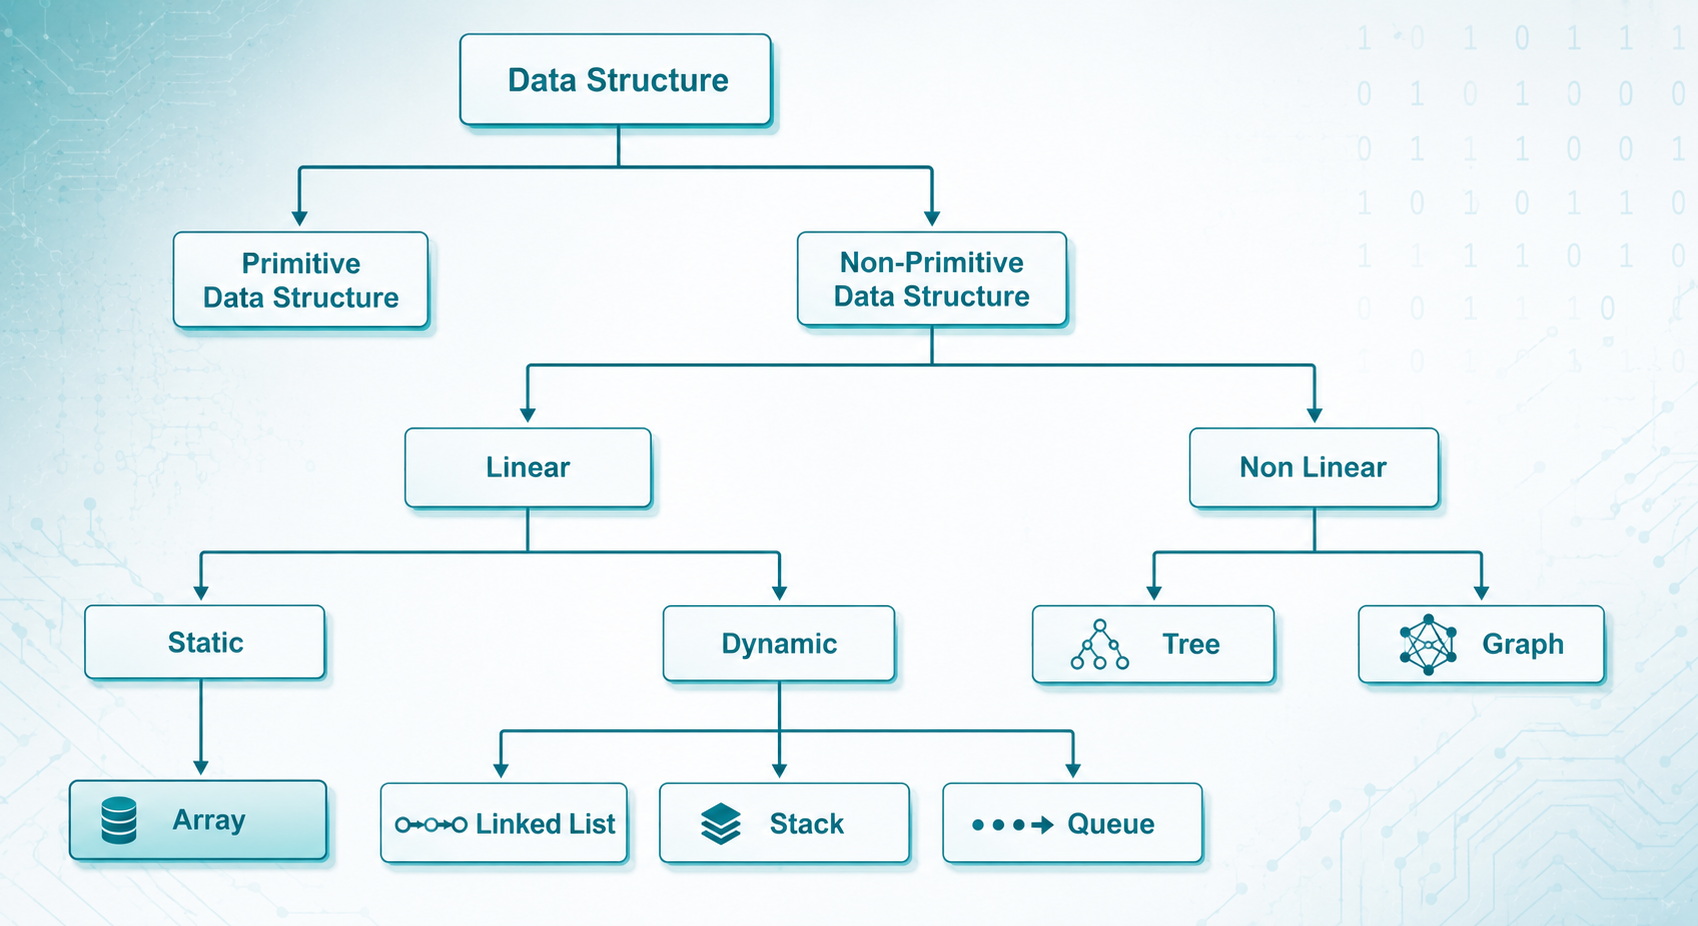 Data Structure
Primitive
Data Structure
Non-Primitive
Data Structure
Linear
Non Linear
Static
Dynamic
Tree
Graph
Array
Linked List
Stack
Queue